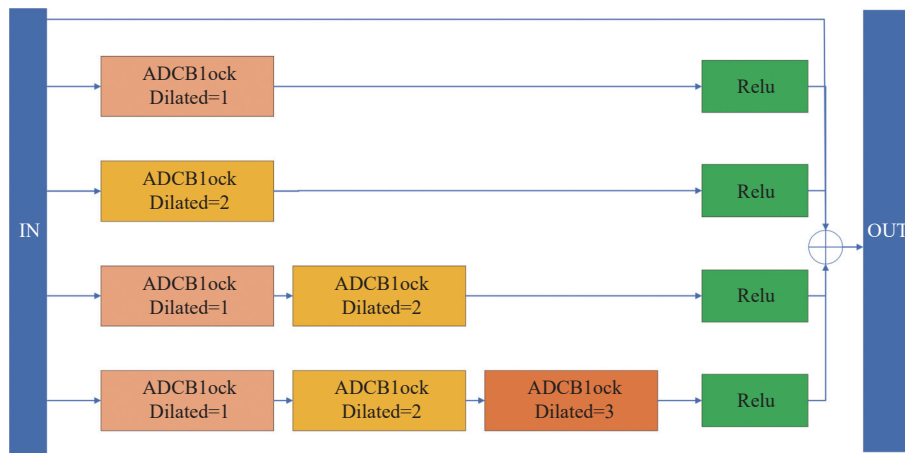 ADCB1ock
Dilated=1
Relu
ADCB1ock
Dilated=2
Relu
IN
OUT
ADCB1ock
Dilated=1
ADCB1ock
Dilated=2
Relu
ADCB1ock
Dilated=1
ADCB1ock
Dilated=2
ADCB1ock
Dilated=3
Relu